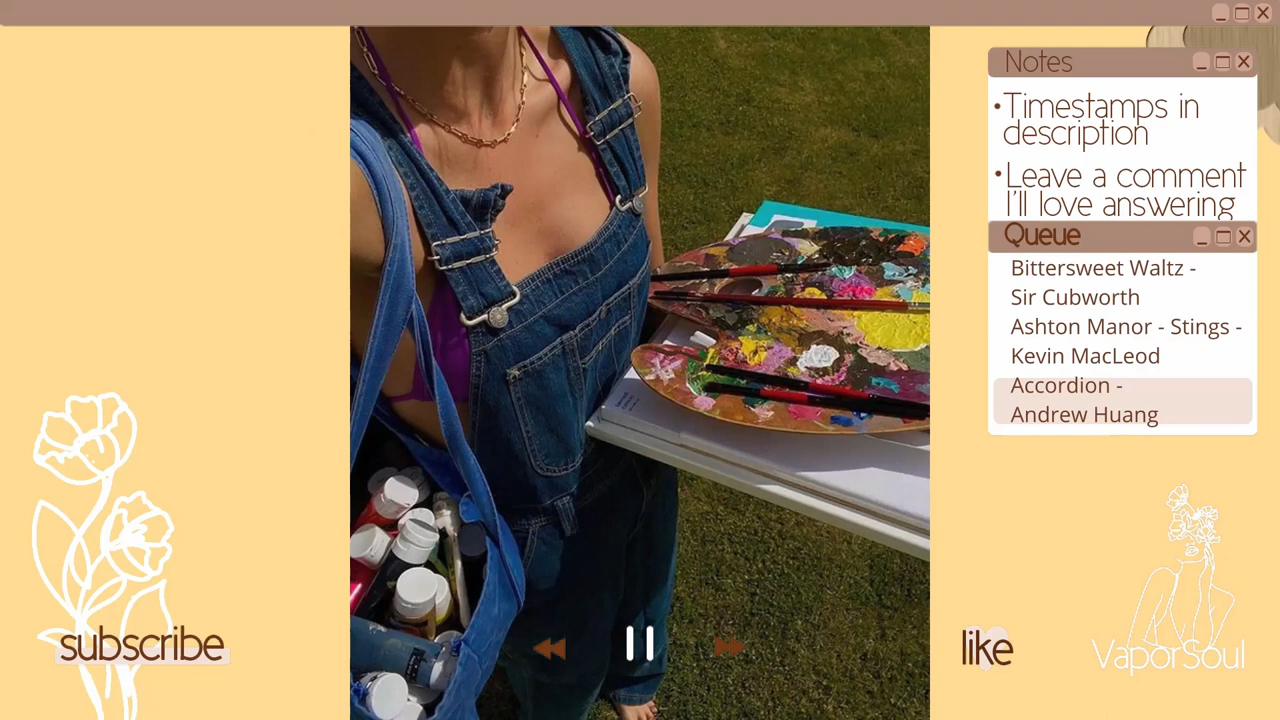 Notes
•Timestamps in
description
•Leave a comment
I'll love answering
Queue
Bittersweet Waltz -
Sir Cubworth
Ashton Manor - Stings -
Kevin MacLeod
Accordion -
Andrew Huang
subscribe
like
VaporSoul